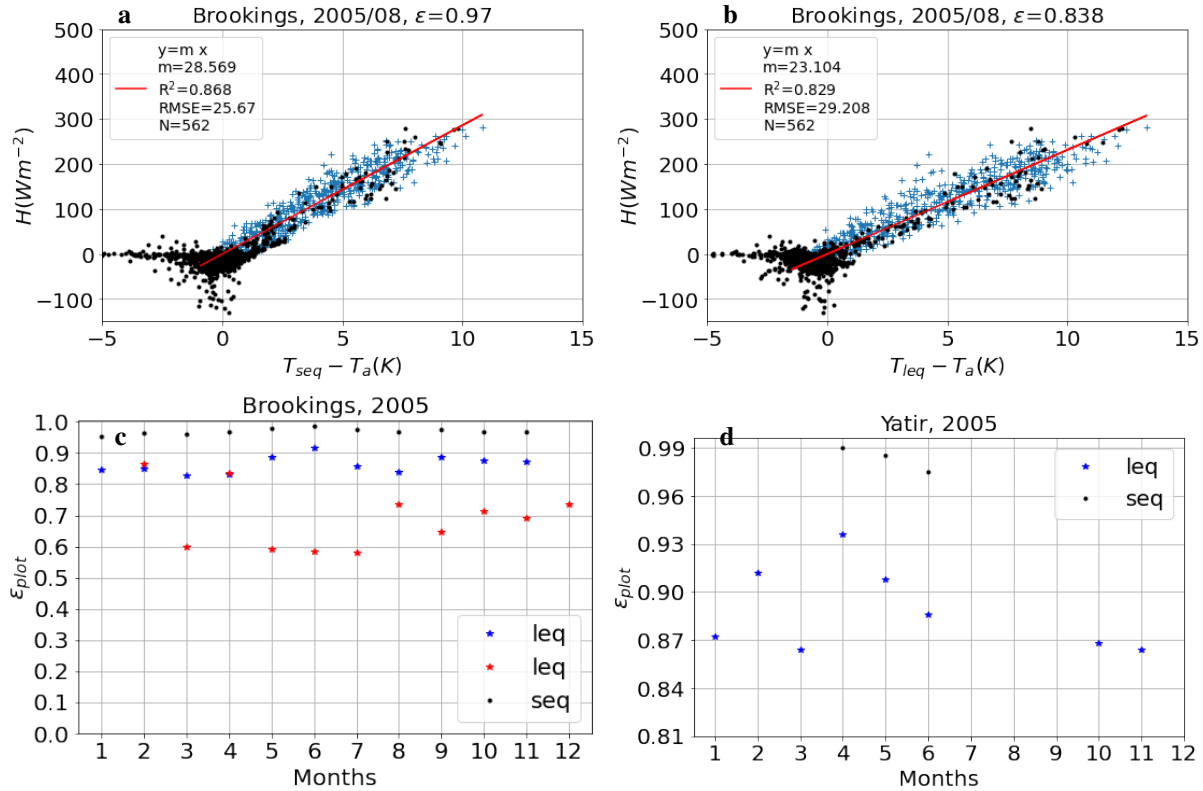 a
Brookings, 2005/08, ε=0.97
500
400
300
200
100
0
−100
H(Wm⁻²)
y=m x
m=28.569
R²=0.868
RMSE=25.67
N=562
−5 0 5 10 15
T_seq − T_a(K)
b
Brookings, 2005/08, ε=0.838
500
400
300
200
100
0
−100
H(Wm⁻²)
y=m x
m=23.104
R²=0.829
RMSE=29.208
N=562
−5 0 5 10 15
T_leq − T_a(K)
Brookings, 2005
c
1.0
0.9
0.8
0.7
0.6
0.5
0.4
0.3
0.2
0.1
0.0
ε_plot
leq
leq
seq
1 2 3 4 5 6 7 8 9 10 11 12
Months
Yatir, 2005
d
0.99
0.96
0.93
0.90
0.87
0.84
0.81
ε_plot
leq
seq
1 2 3 4 5 6 7 8 9 10 11 12
Months